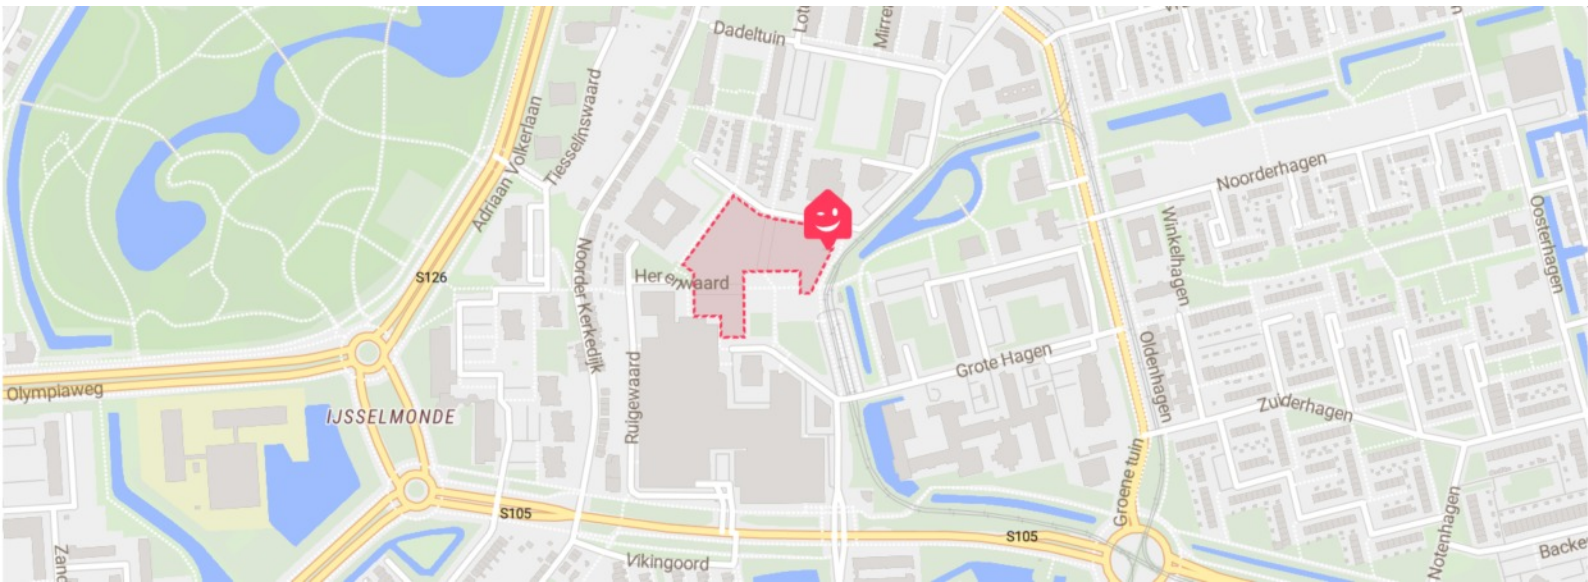 Dadeltuin
Adriaan Volkerlaan
Tiesselinswaard
Noorderhagen
Winkelhagen
Oosterhagen
S126
Noorder Kerkedijk
Herenwaard
Olympiaweg
IJSSELMONDE
Ruigewaard
Grote Hagen
Oldenhagen
Zuiderhagen
Groene tuin
S105
S105
Vikingoord
Notenhagen